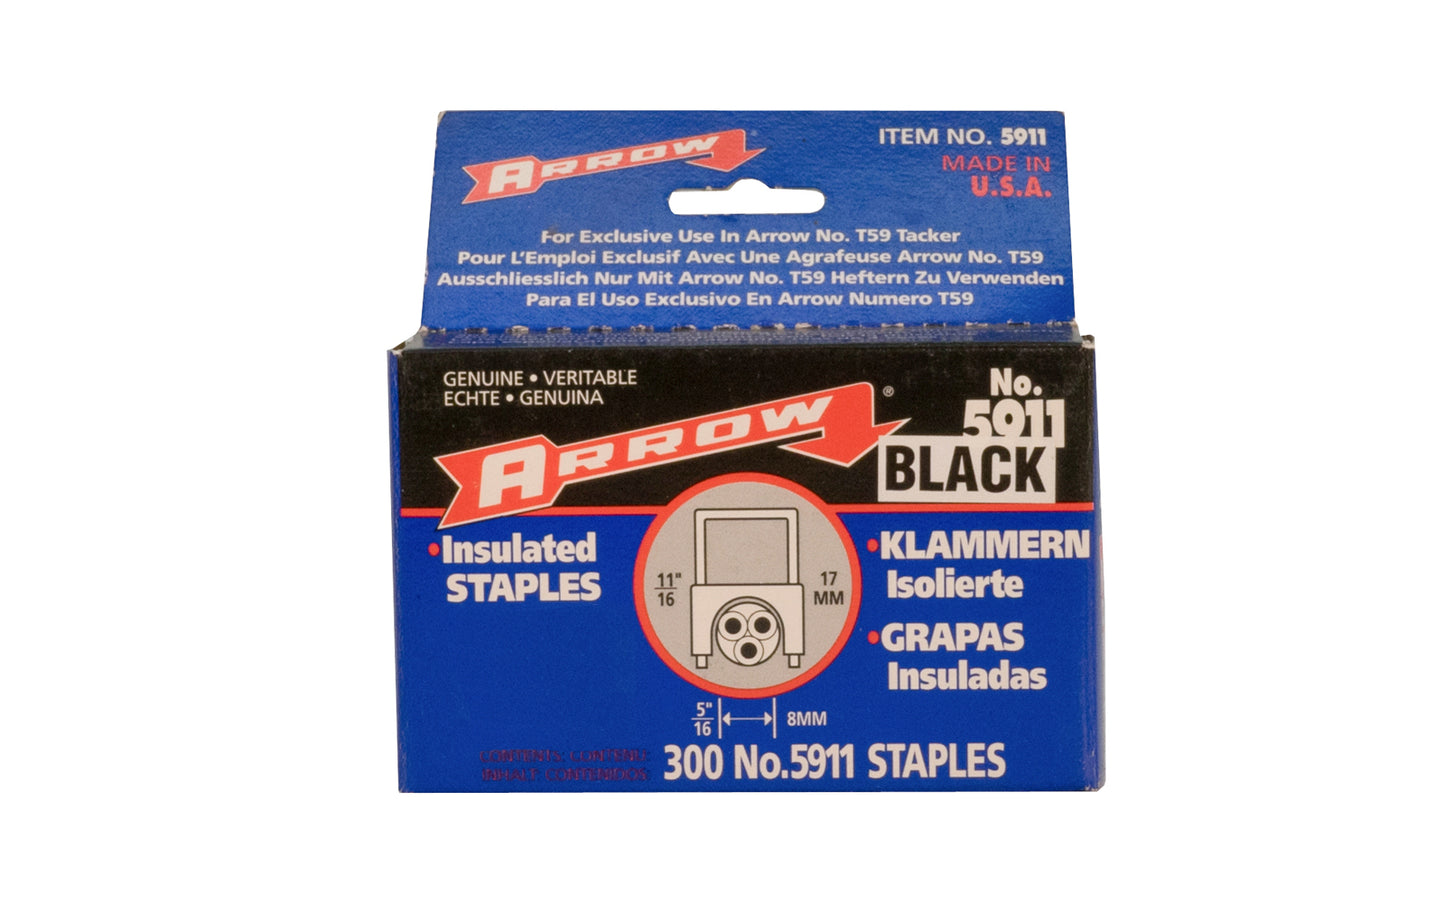 ARROW
ITEM NO. 5911
MADE IN
U.S.A.
For Exclusive Use In Arrow No. T59 Tacker
Pour L'Emploi Exclusif Avec Une Agrafeuse Arrow No. T59
Ausschliesslich Nur Mit Arrow No. T59 Heftern Zu Verwenden
Para El Uso Exclusivo En Arrow Numero T59
GENUINE • VERITABLE
ECHTE • GENUINA
ARROW ®
No.
5911
BLACK
•Insulated
STAPLES
11"
16
17
MM
•KLAMMERN
Isolierte
•GRAPAS
Insuladas
5"
16
8MM
CONTENTS CONTENU:
INHALT CONTENIDOS:
300 No.5911 STAPLES